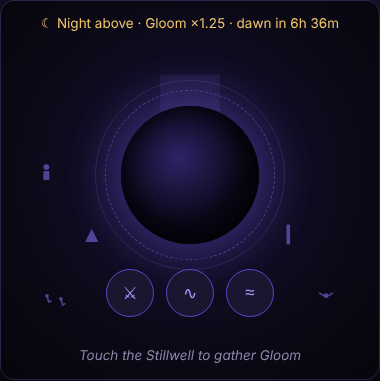 ☾ Night above · Gloom ×1.25 · dawn in 6h 36m
Touch the Stillwell to gather Gloom